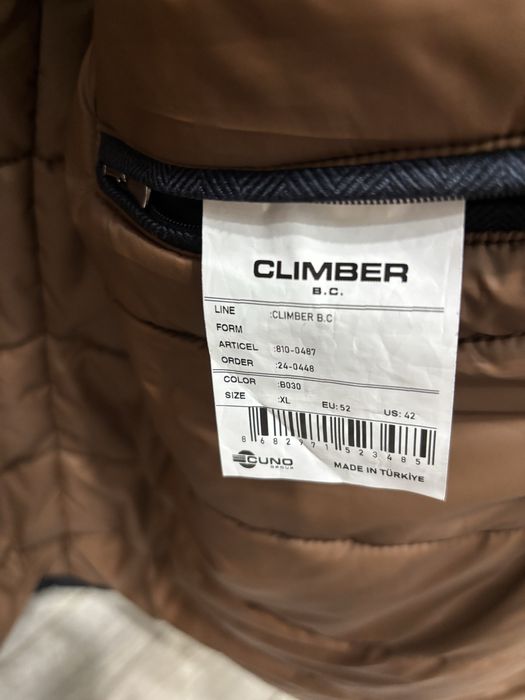 CLIMBER
B.C.
LINE :CLIMBER B.C
FORM
ARTICEL :810-0487
ORDER :24-0448
COLOR :B030
SIZE :XL EU:52 US:42
8682971523485
CUNO
GROUP
MADE IN TÜRKİYE